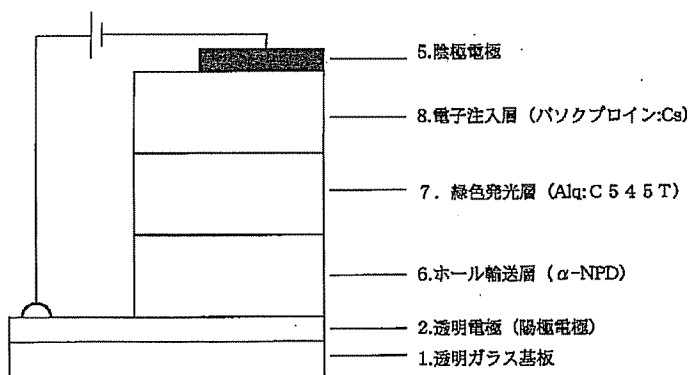 5.陰極電極
8.電子注入層（バソクプロイン:Cs）
7．緑色発光層（Alq:C５４５T）
6.ホール輸送層（α-NPD）
2.透明電極（陽極電極）
1.透明ガラス基板